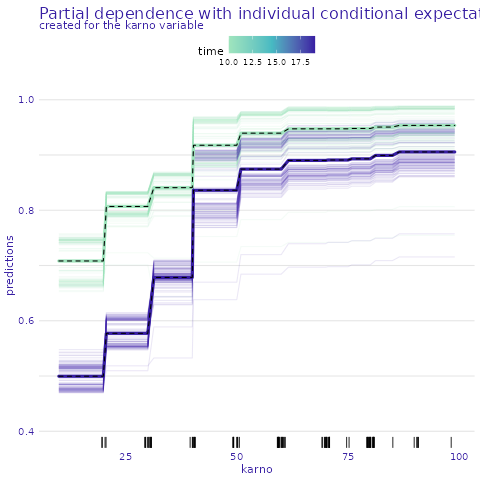 Partial dependence with individual conditional expectat
created for the karno variable
time
10.0 12.5 15.0 17.5
1.0
0.8
0.6
0.4
predictions
25 50 75 100
karno